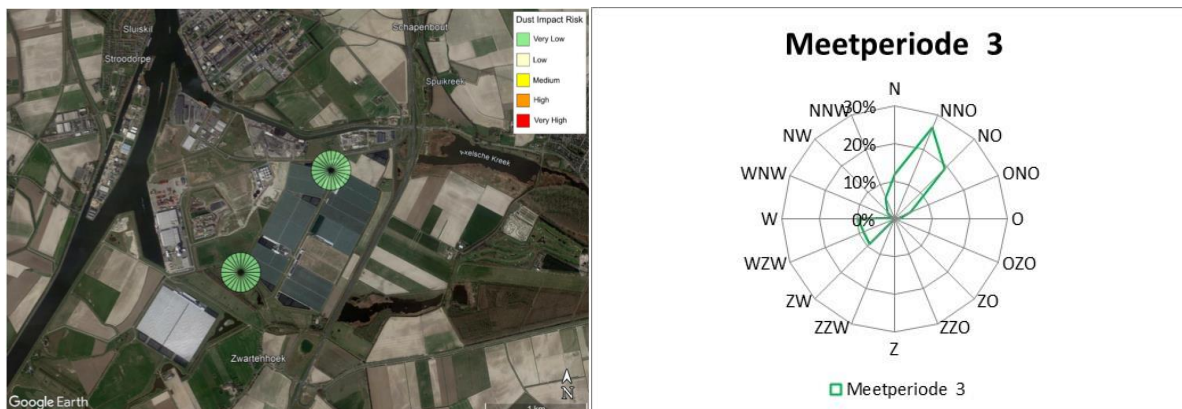 Sluiskil
Stroodorpe
Schapenbout
Spuikreek
Axelsche Kreek
Zwartenhoek
Google Earth
N
1 km
Dust Impact Risk
Very Low
Low
Medium
High
Very High
Meetperiode 3
N
NNW
NNO
NW
NO
WNW
ONO
W
O
WZW
OZO
ZW
ZO
ZZW
ZZO
Z
30%
20%
10%
0%
Meetperiode 3